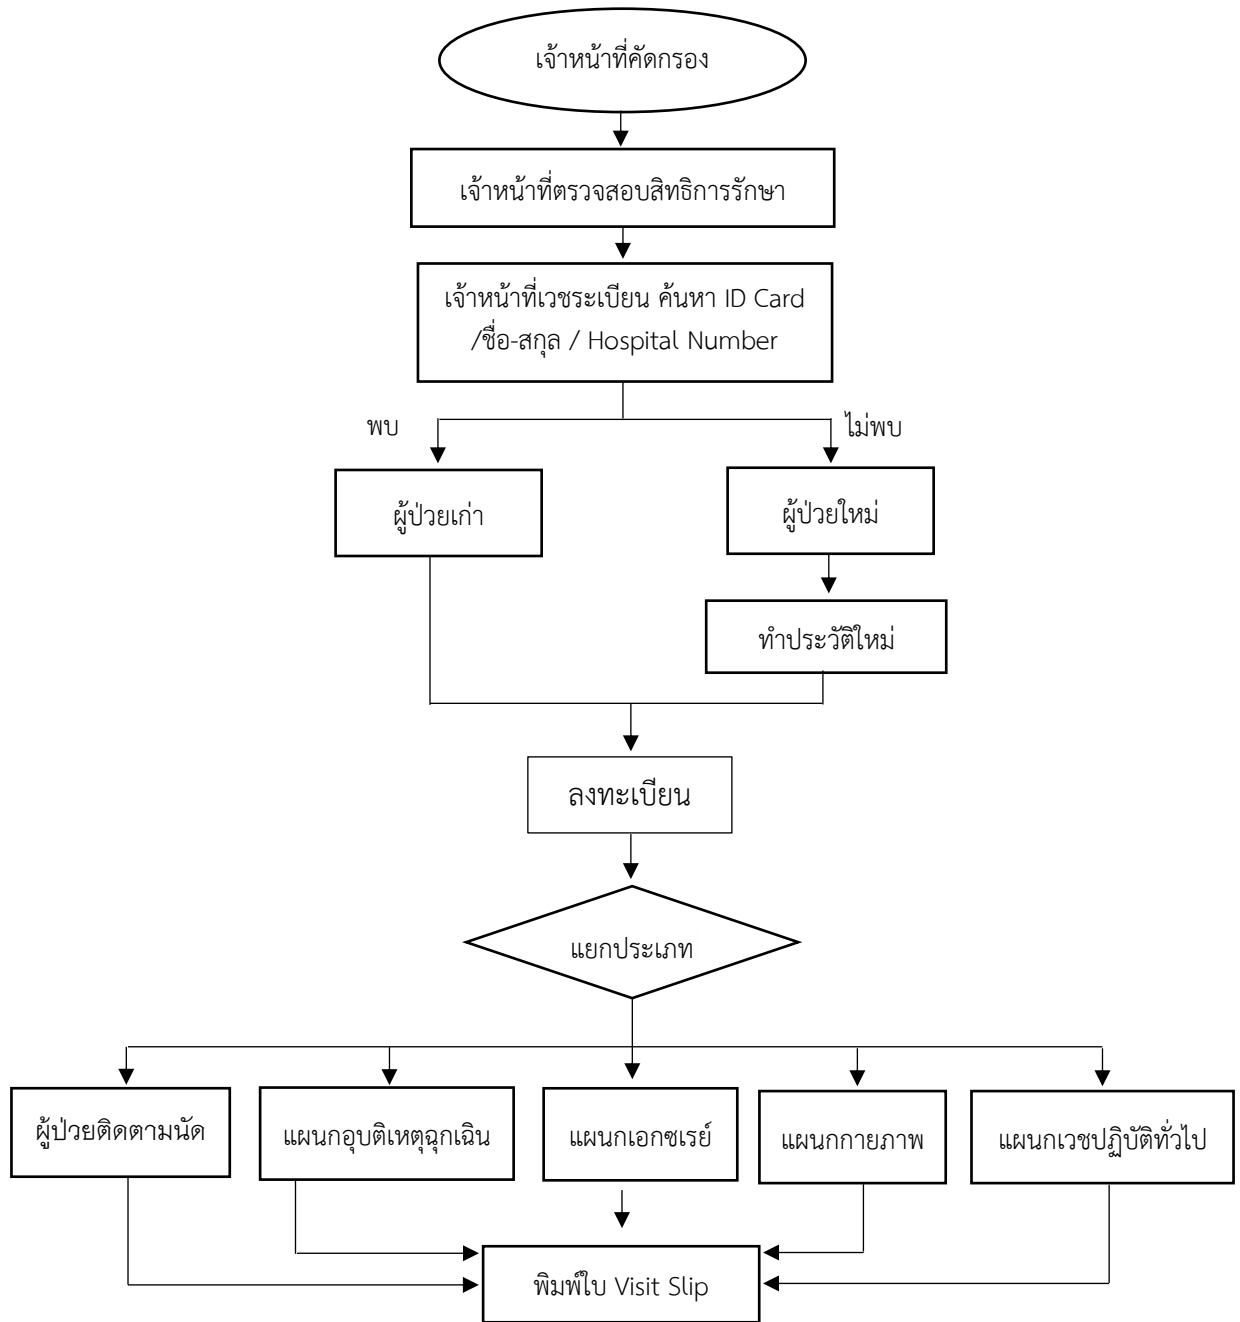 เจ้าหน้าที่คัดกรอง
เจ้าหน้าที่ตรวจสอบสิทธิการรักษา
เจ้าหน้าที่เวชระเบียน ค้นหา ID Card
/ชื่อ-สกุล / Hospital Number
พบ
ไม่พบ
ผู้ป่วยเก่า
ผู้ป่วยใหม่
ทำประวัติใหม่
ลงทะเบียน
แยกประเภท
ผู้ป่วยติดตามนัด
แผนกอุบติเหตุฉุกเฉิน
แผนกเอกซเรย์
แผนกกายภาพ
แผนกเวชปฏิบัติทั่วไป
พิมพ์ใบ Visit Slip